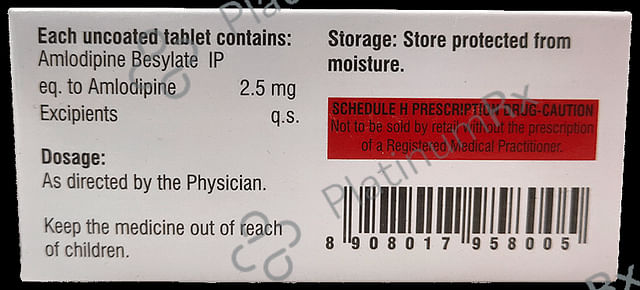 Each uncoated tablet contains:
Amlodipine Besylate IP
eq. to Amlodipine 2.5 mg
Excipients q.s.
Dosage:
As directed by the Physician.
Keep the medicine out of reach
of children.
Storage: Store protected from
moisture.
SCHEDULE H PRESCRIPTION DRUG-CAUTION
Not to be sold by retail without the prescription
of a Registered Medical Practitioner.
8 908017 958005
PlatinumRx